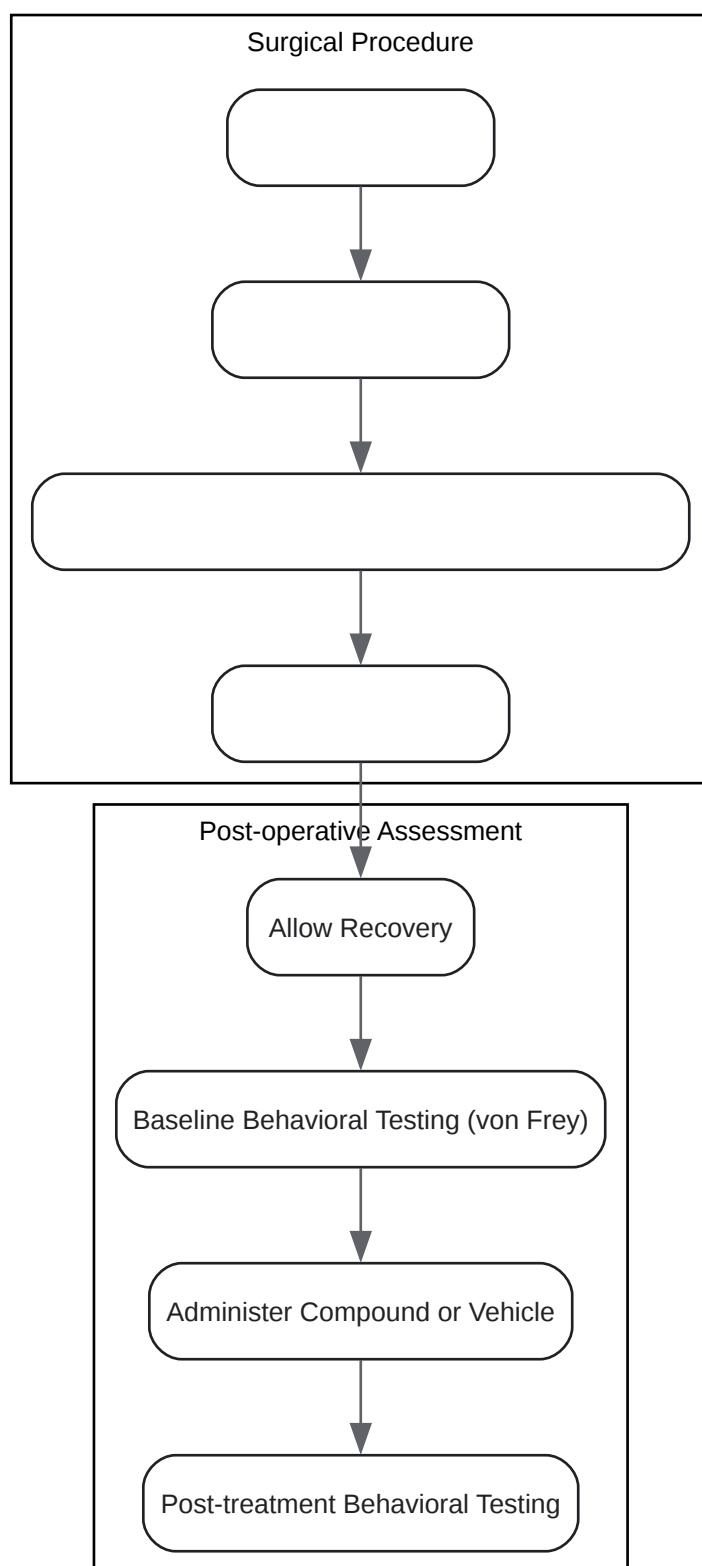 Surgical Procedure
Post-operative Assessment
Allow Recovery
Baseline Behavioral Testing (von Frey)
Administer Compound or Vehicle
Post-treatment Behavioral Testing